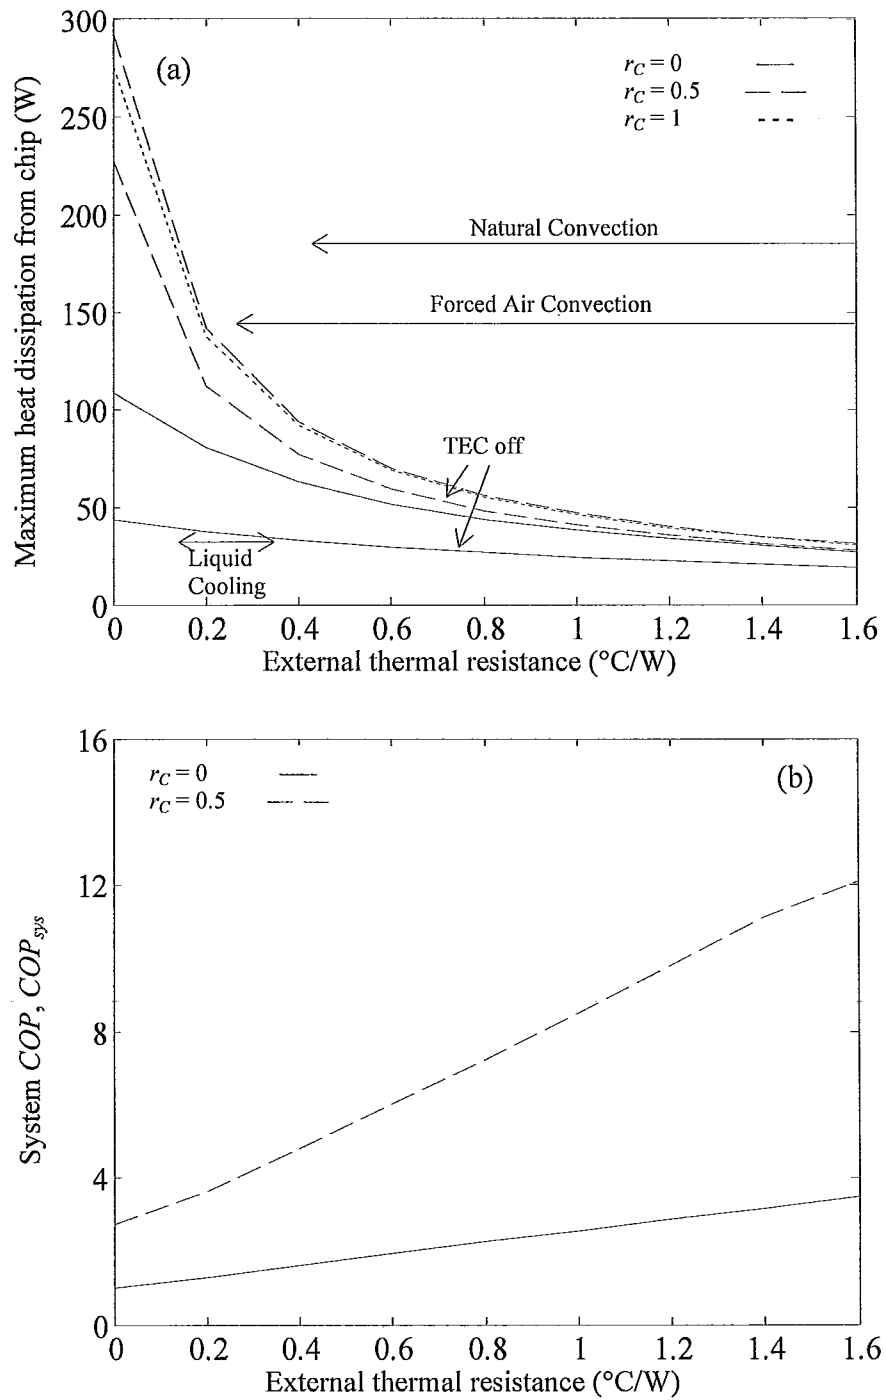 300
250
200
150
100
50
0
Maximum heat dissipation from chip (W)
(a)
r_C = 0
r_C = 0.5
r_C = 1
Natural Convection
Forced Air Convection
TEC off
Liquid
Cooling
0 0.2 0.4 0.6 0.8 1 1.2 1.4 1.6
External thermal resistance (°C/W)
16
12
8
4
0
System COP, COP_sys
r_C = 0
r_C = 0.5
(b)
0 0.2 0.4 0.6 0.8 1 1.2 1.4 1.6
External thermal resistance (°C/W)